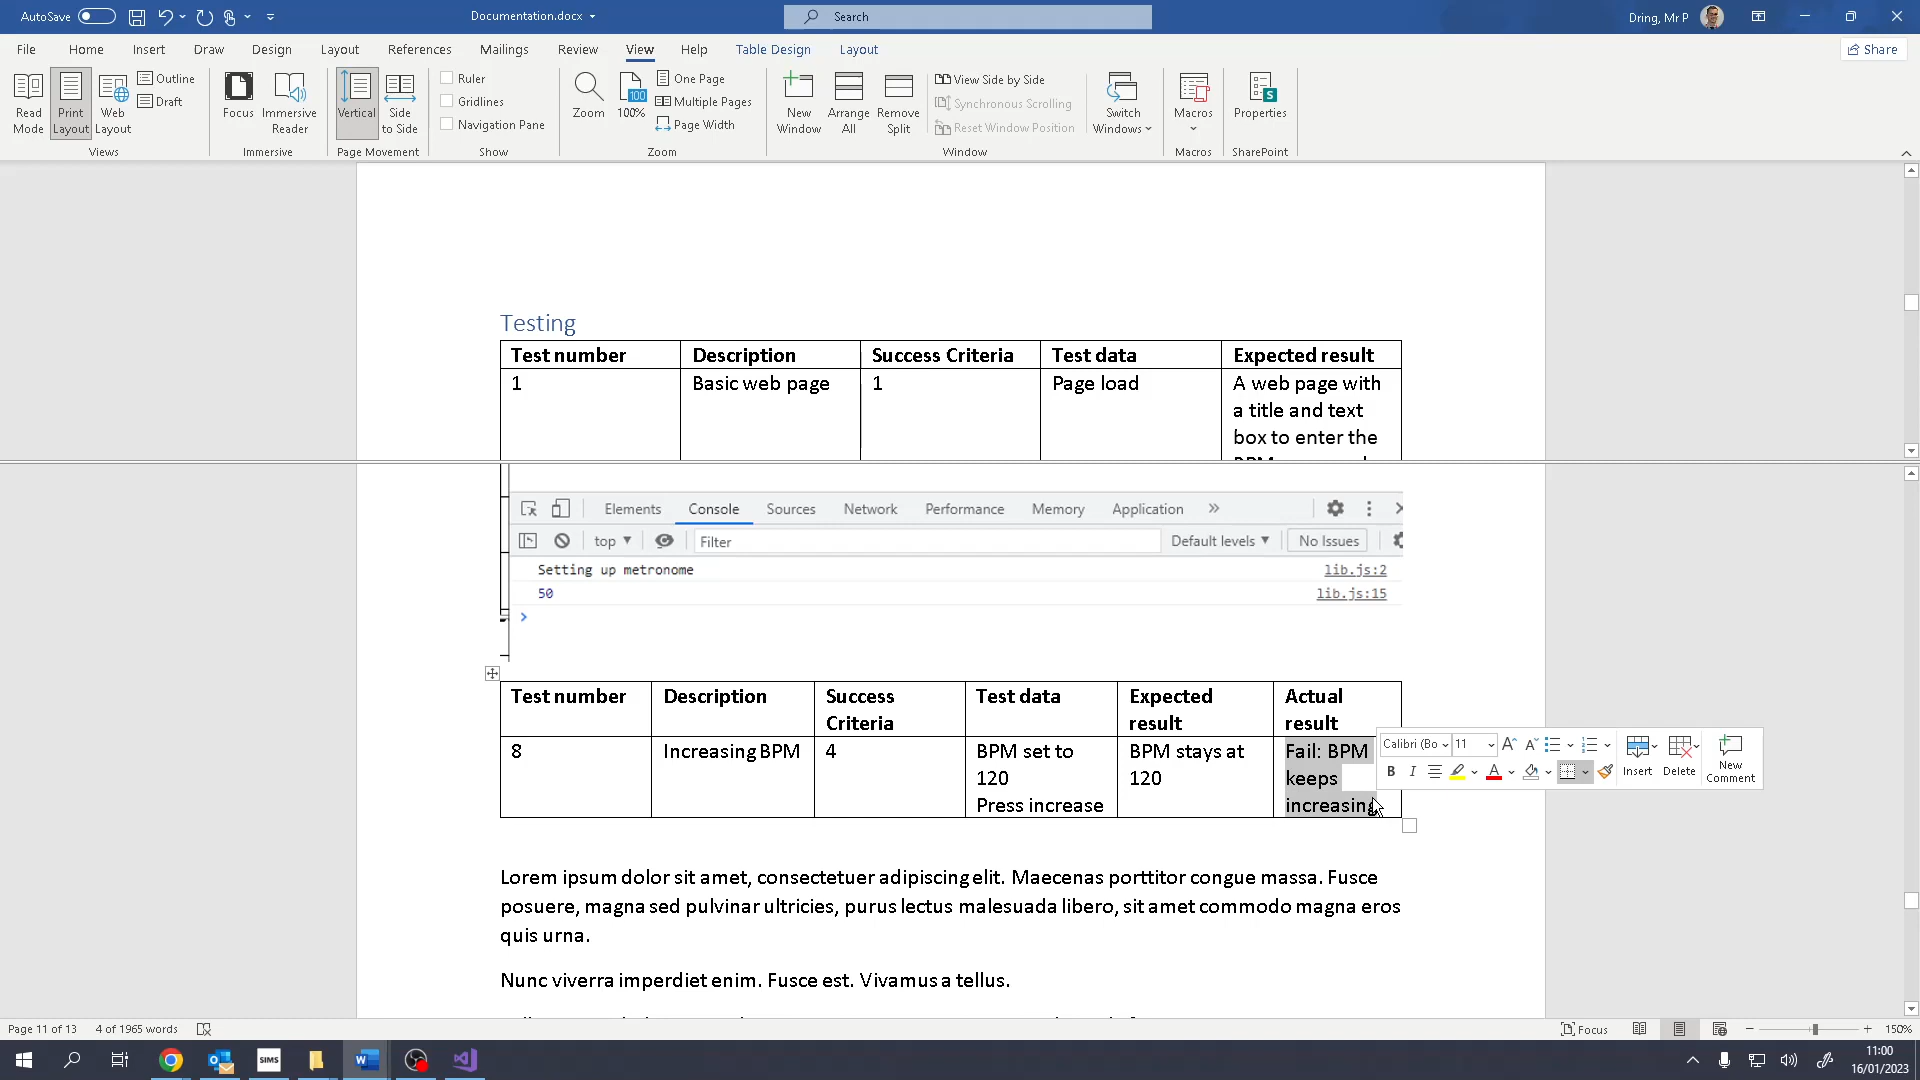 AutoSave
Documentation.docx
Search
Dring, Mr P
File Home Insert Draw Design Layout References Mailings Review View Help Table Design Layout
Share
Read Mode
Print Layout
Web Layout
Outline
Draft
Views
Focus
Immersive Reader
Immersive
Vertical
Side to Side
Page Movement
Ruler
Gridlines
Navigation Pane
Show
Zoom
100
100%
One Page
Multiple Pages
Page Width
Zoom
New Window
Arrange All
Remove Split
View Side by Side
Synchronous Scrolling
Reset Window Position
Switch Windows
Window
Macros
Macros
Properties
SharePoint
Testing
Test number Description Success Criteria Test data Expected result
1 Basic web page 1 Page load A web page with
a title and text
box to enter the
Elements Console Sources Network Performance Memory Application
top Filter Default levels No Issues
Setting up metronome lib.js:2
50 lib.js:15
Test number Description Success Test data Expected Actual
Criteria result result
8 Increasing BPM 4 BPM set to BPM stays at Fail: BPM
120 120 keeps
Press increase increasing
Calibri (Bo 11
B I
Insert
Delete
New Comment
Lorem ipsum dolor sit amet, consectetuer adipiscing elit. Maecenas porttitor congue massa. Fusce
posuere, magna sed pulvinar ultricies, purus lectus malesuada libero, sit amet commodo magna eros
quis urna.
Nunc viverra imperdiet enim. Fusce est. Vivamus a tellus.
Page 11 of 13 4 of 1965 words
Focus
150%
SIMS
11:00
16/01/2023